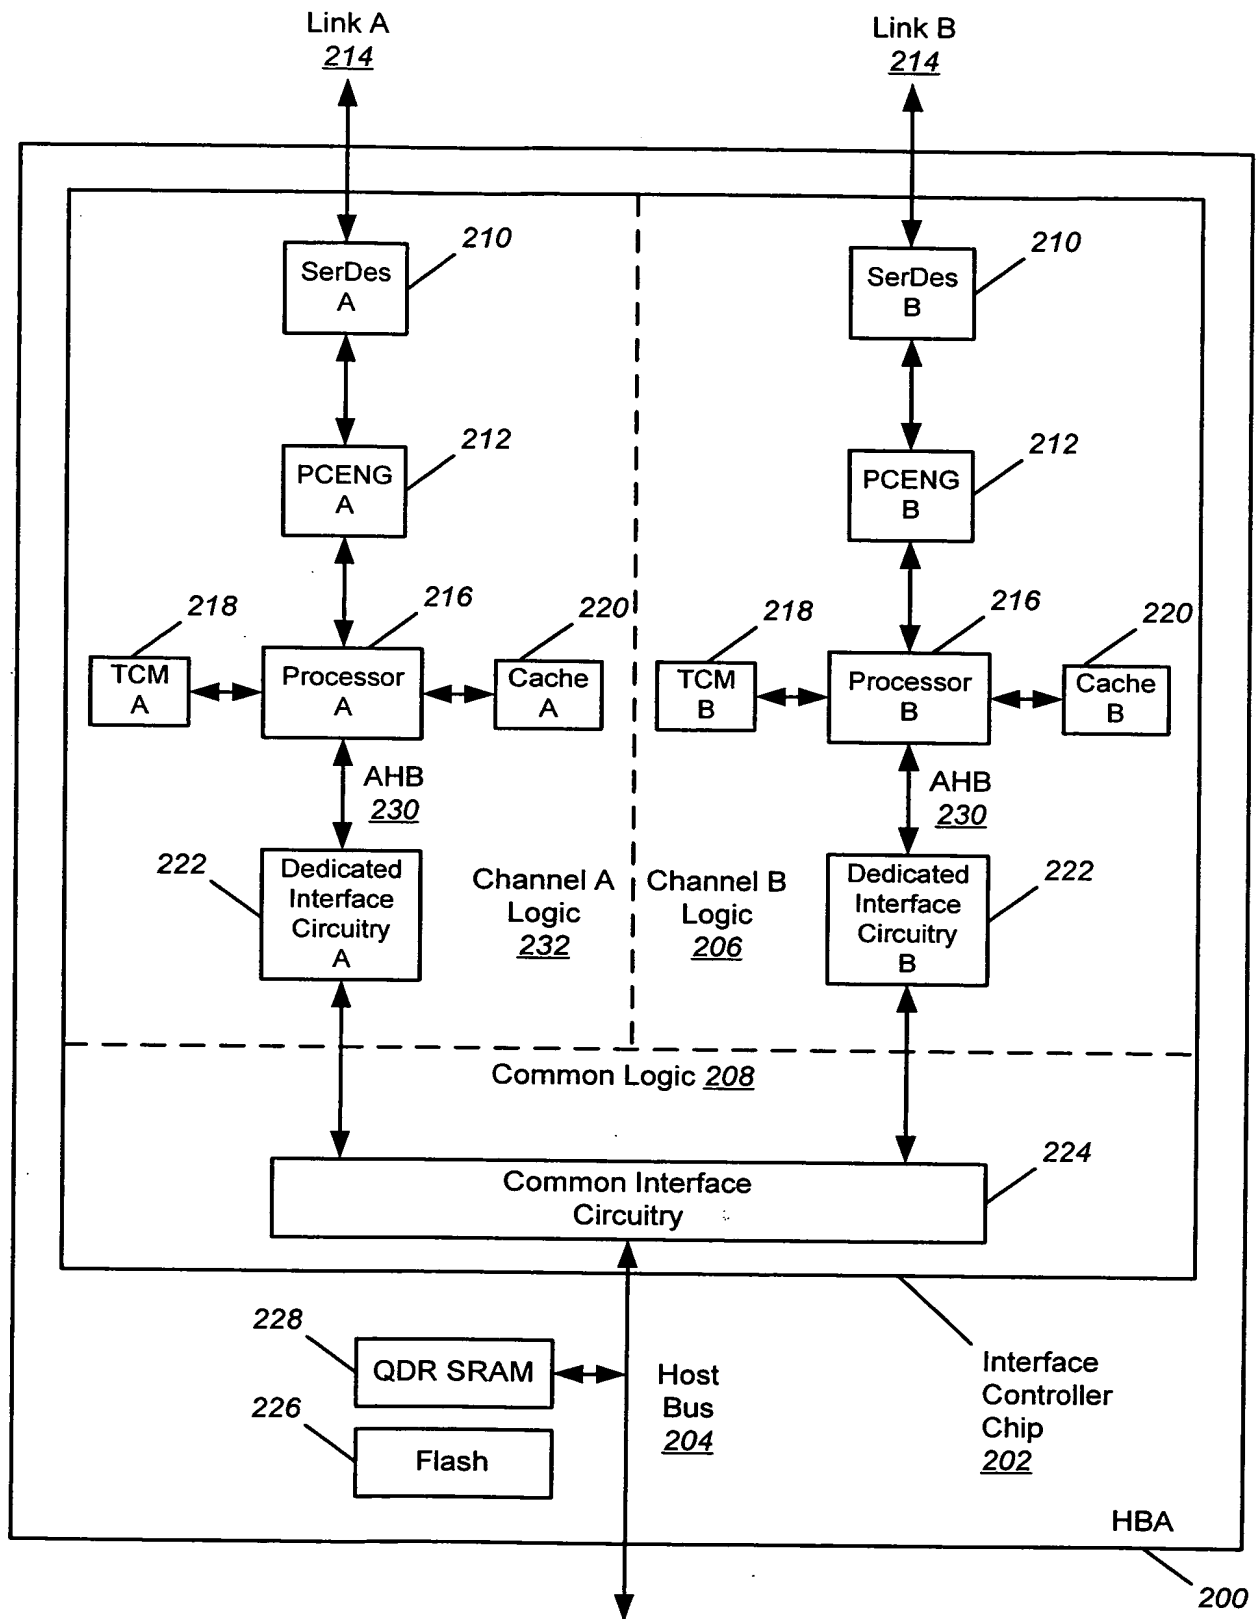 Link A
214
Link B
214
210
SerDes
A
210
SerDes
B
212
PCENG
A
212
PCENG
B
218
216
220
TCM
A
Processor
A
Cache
A
218
216
220
TCM
B
Processor
B
Cache
B
AHB
230
AHB
230
222
Dedicated
Interface
Circuitry
A
Channel A
Logic
232
Channel B
Logic
206
222
Dedicated
Interface
Circuitry
B
Common Logic 208
224
Common Interface
Circuitry
228
QDR SRAM
226
Flash
Host
Bus
204
Interface
Controller
Chip
202
HBA
200